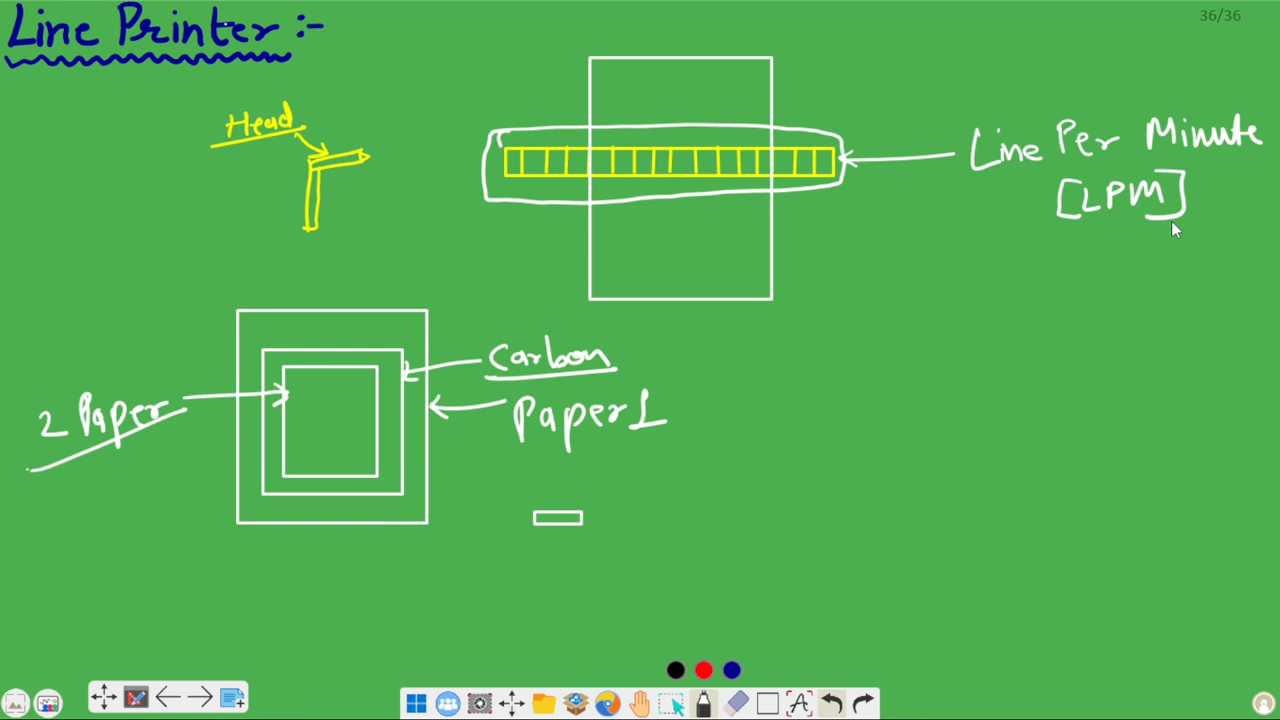 Line Printer :-
36/36
Head
Line Per Minute
[LPM]
Carbon
2 Paper
Paper 1